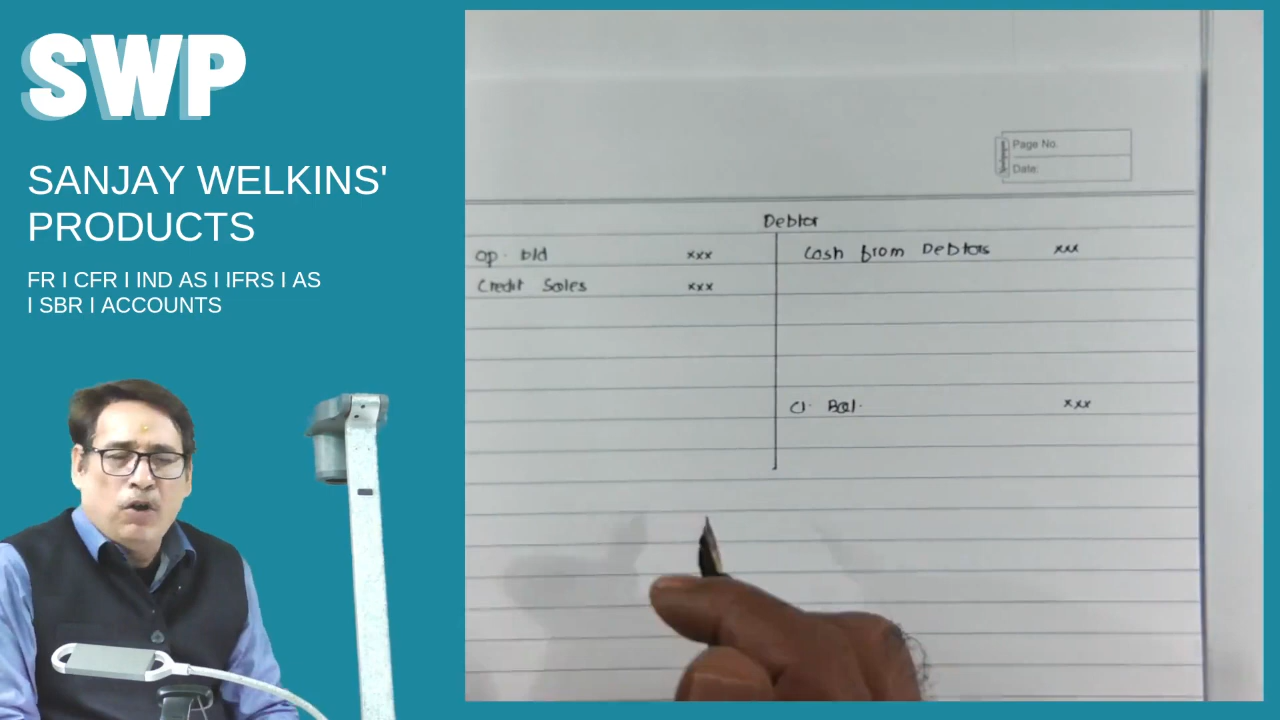 SWP
SANJAY WELKINS'
PRODUCTS
FR I CFR I IND AS I IFRS I AS
I SBR I ACCOUNTS
Page No.
Date:
Debtor
Op. bld xxx
Cash from Debtors xxx
Credit Sales xxx
Cl. Bal. xxx